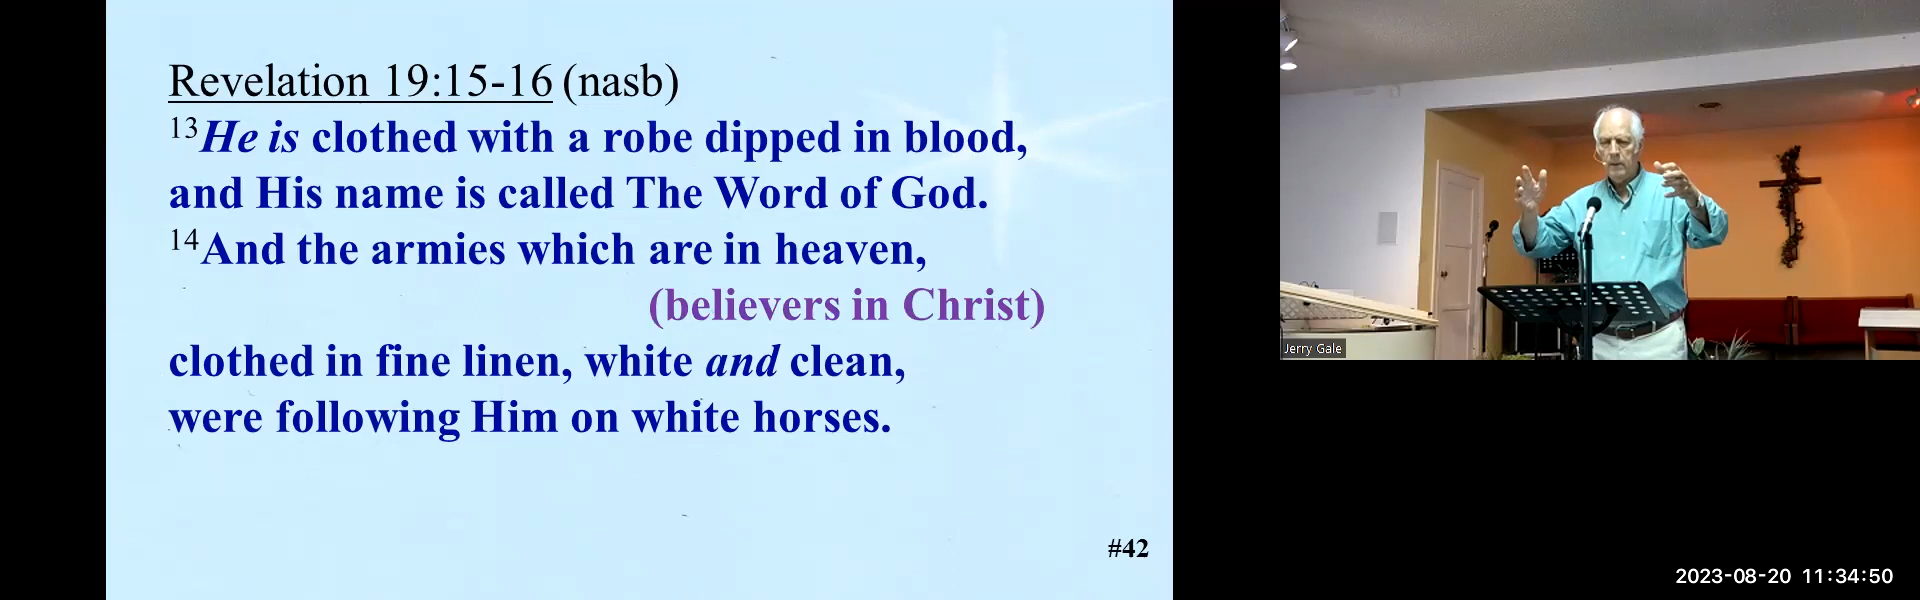 Revelation 19:15-16 (nasb)
13He is clothed with a robe dipped in blood,
and His name is called The Word of God.
14And the armies which are in heaven,
(believers in Christ)
clothed in fine linen, white and clean,
were following Him on white horses.
#42
Jerry Gale
2023-08-20 11:34:50